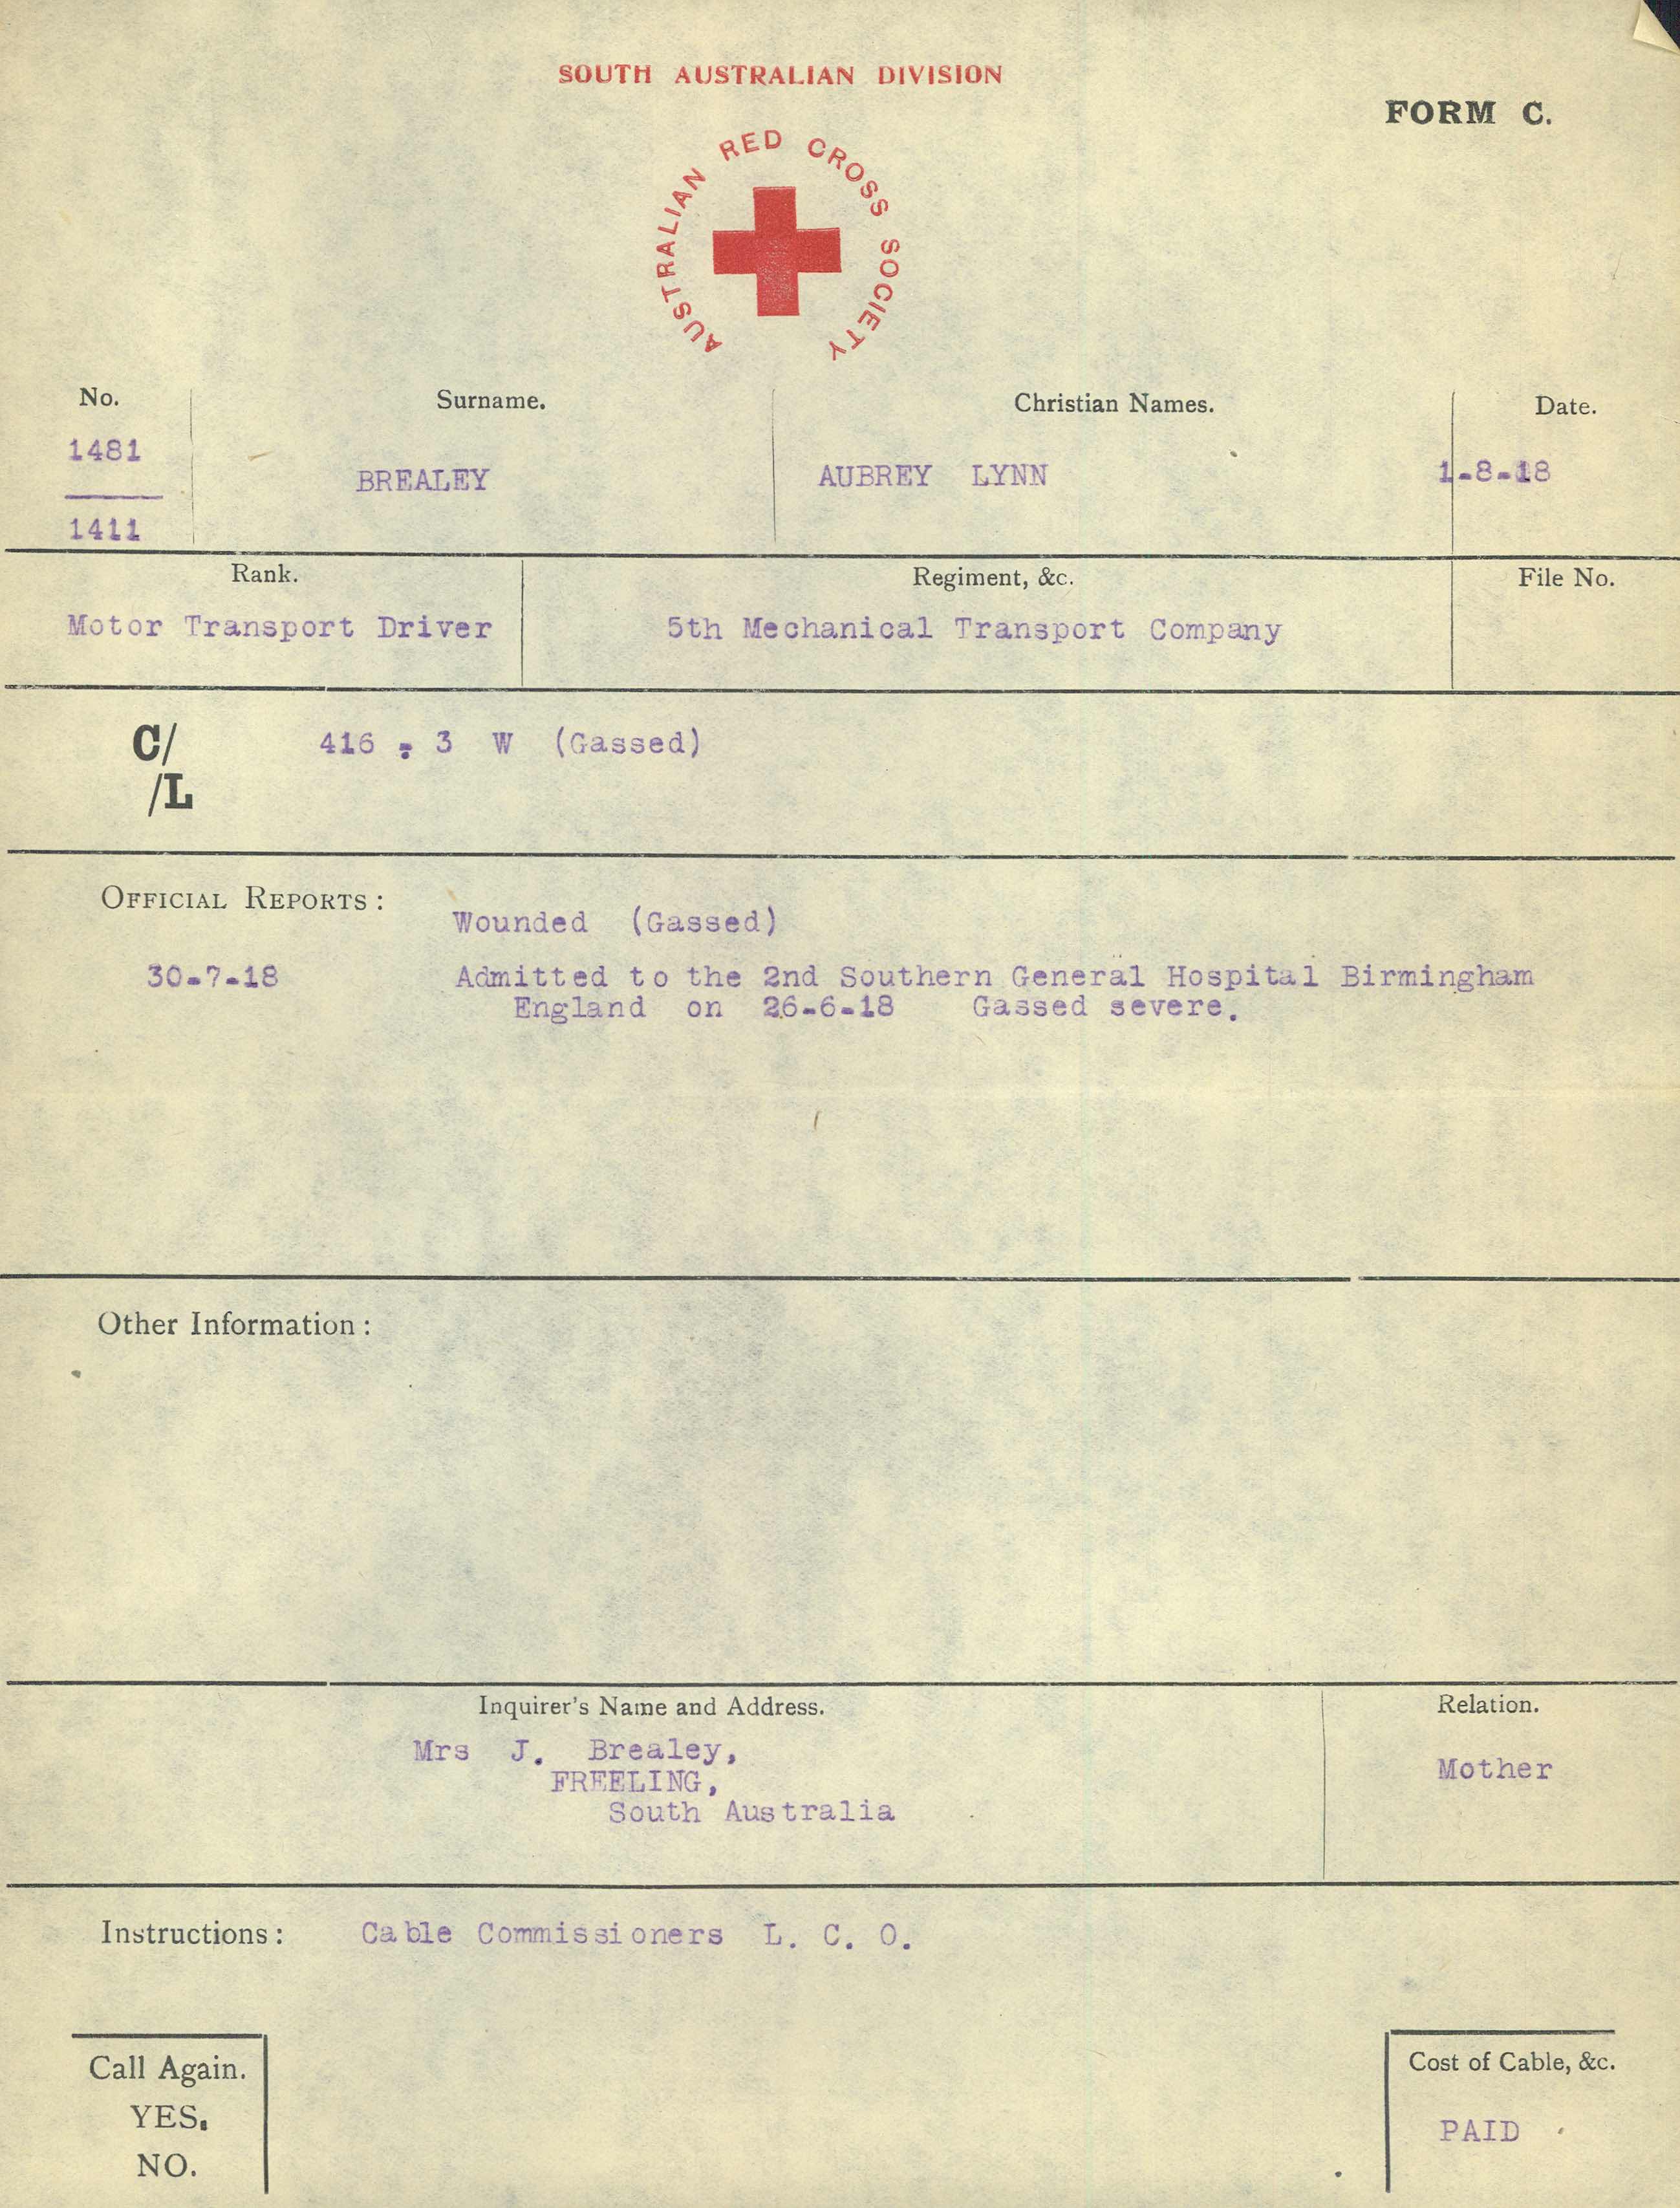 SOUTH AUSTRALIAN DIVISION
FORM C.
AUSTRALIAN RED CROSS SOCIETY
No. Surname. Christian Names. Date.
1481
BREALEY AUBREY LYNN 1-8-18
1411
Rank. Regiment, &c. File No.
Motor Transport Driver 5th Mechanical Transport Company
C/ 416 : 3 W (Gassed)
/L
OFFICIAL REPORTS :
Wounded (Gassed)
30-7-18 Admitted to the 2nd Southern General Hospital Birmingham
England on 26-6-18 Gassed severe.
Other Information :
Inquirer's Name and Address. Relation.
Mrs J. Brealey,
Mother
FREELING,
South Australia
Instructions : Cable Commissioners L. C. O.
Call Again. Cost of Cable, &c.
YES.
PAID
NO.